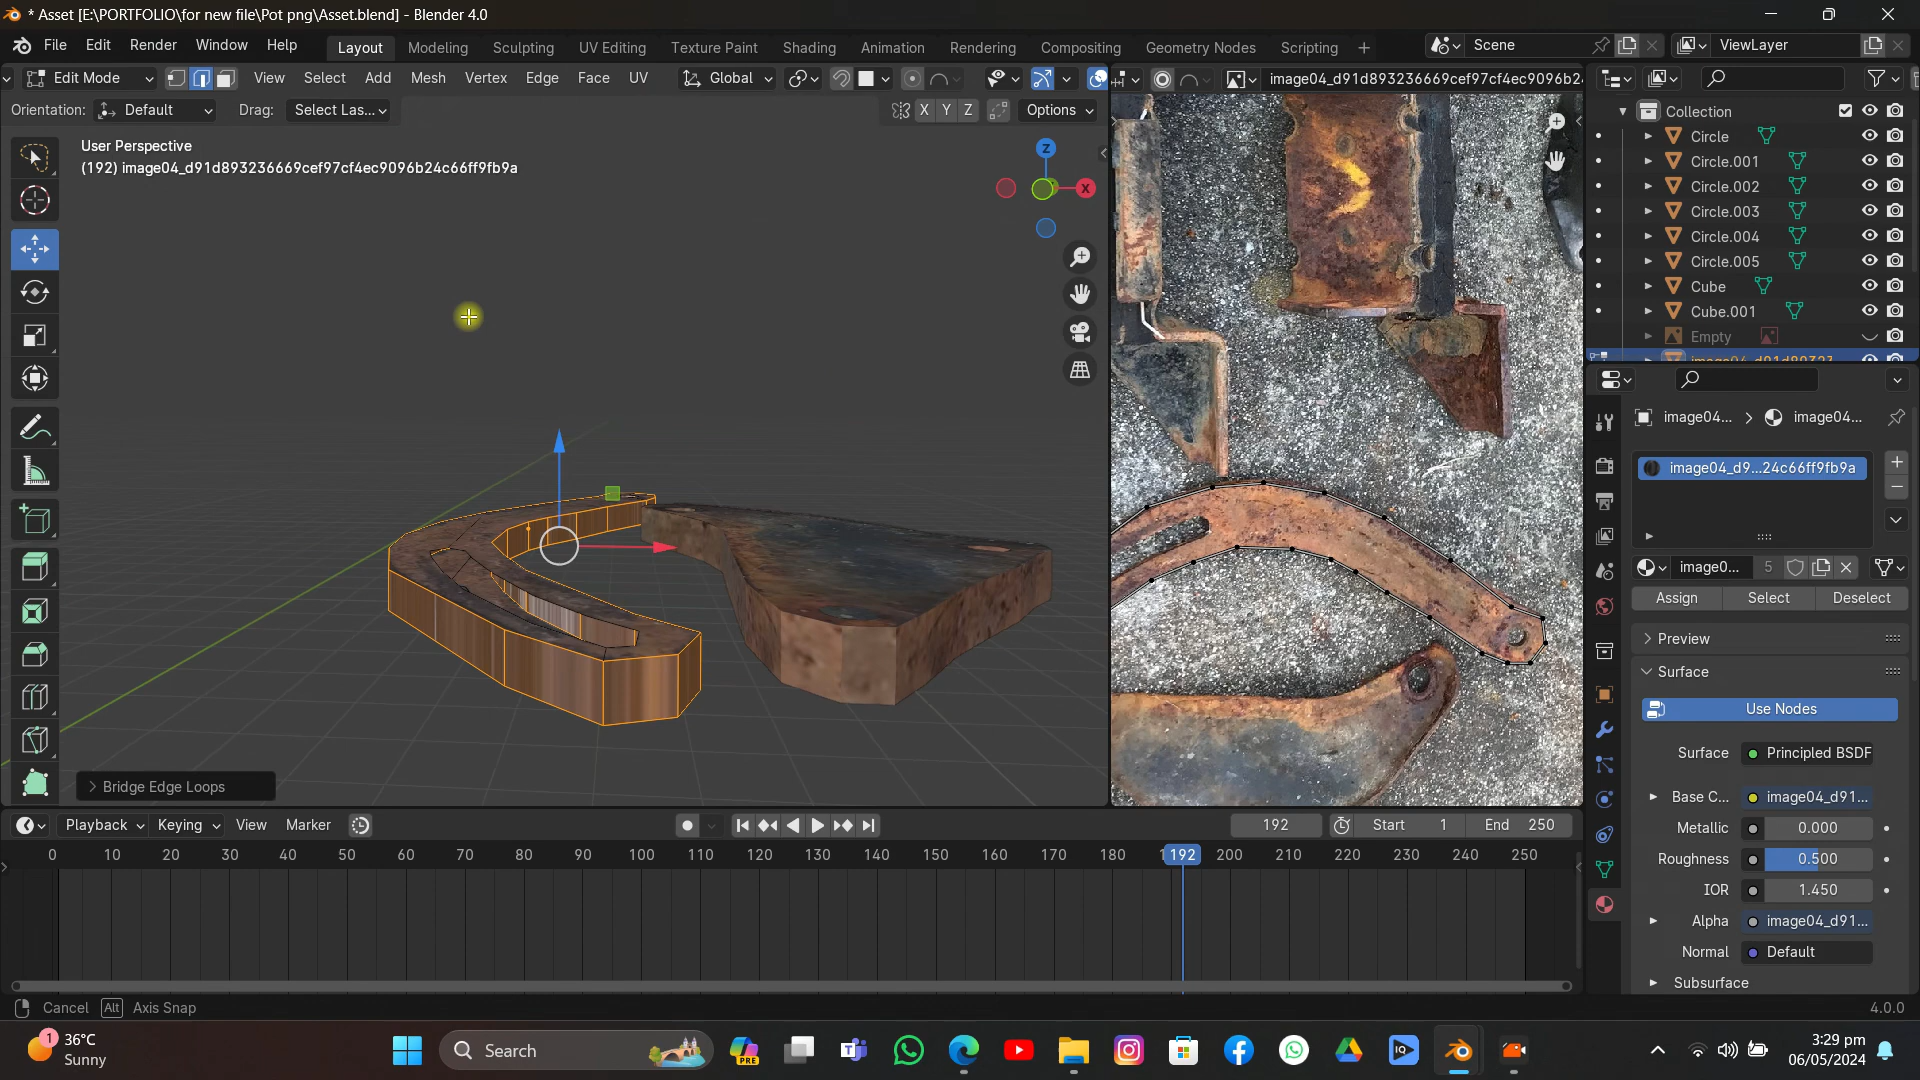 * Asset [E:\PORTFOLIO\for new file\Pot png\Asset.blend] - Blender 4.0
File Edit Render Window Help Layout Modeling Sculpting UV Editing Texture Paint Shading Animation Rendering Compositing Geometry Nodes Scripting + Scene ViewLayer
Edit Mode View Select Add Mesh Vertex Edge Face UV Global image04_d91d893236669cef97cf4ec9096b2
Orientation: Default Drag: Select Las... X Y Z Options
User Perspective
(192) image04_d91d893236669cef97cf4ec9096b24c66ff9fb9a
Z
X
Collection
Circle
Circle.001
Circle.002
Circle.003
Circle.004
Circle.005
Cube
Cube.001
Empty
image04... > image04...
image04_d9...24c66ff9fb9a
image0... 5
Assign Select Deselect
Preview
Surface
Use Nodes
Surface Principled BSDF
Base C... image04_d91...
Metallic 0.000
Roughness 0.500
IOR 1.450
Alpha image04_d91...
Normal Default
Subsurface
Bridge Edge Loops
Playback Keying View Marker 192 Start 1 End 250
0 10 20 30 40 50 60 70 80 90 100 110 120 130 140 150 160 170 180 192 200 210 220 230 240 250
Cancel Alt Axis Snap 4.0.0
1 36°C
Sunny
Search
PRE
IQ
3:29 pm
06/05/2024